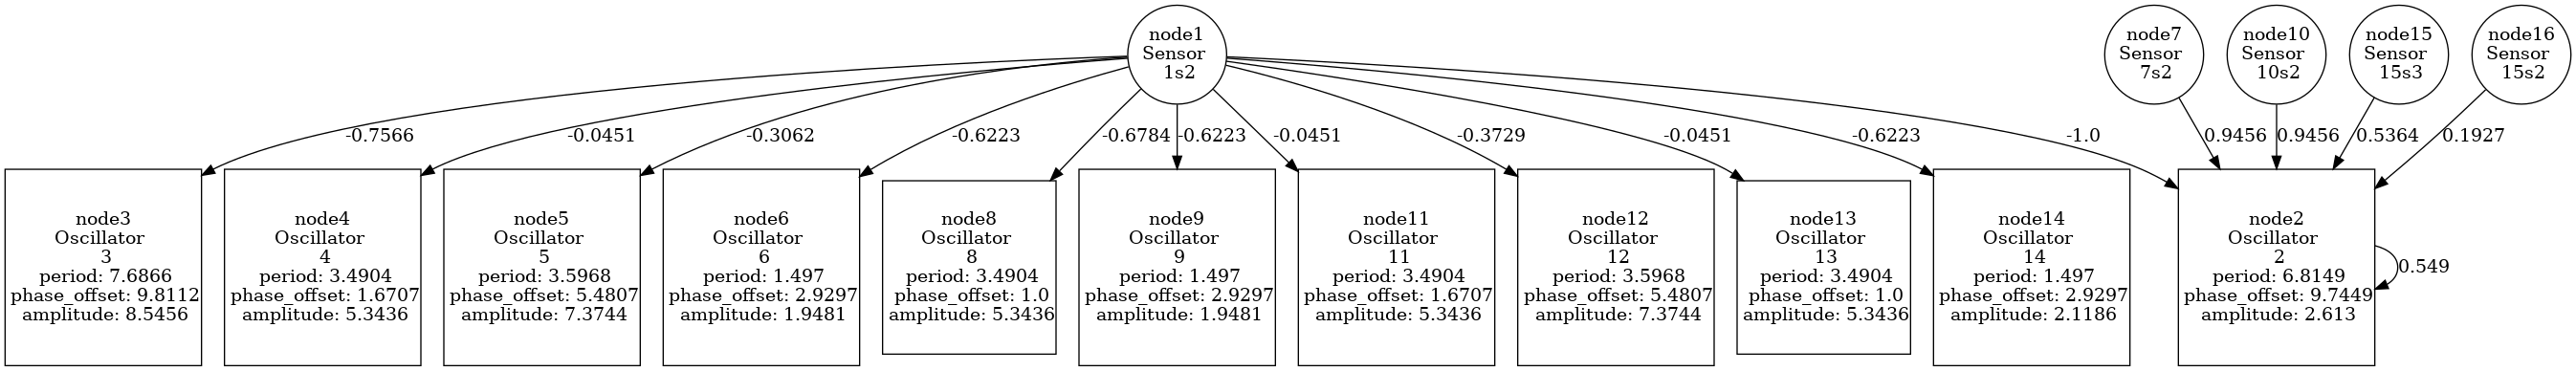 node1
Sensor
1s2
node7
Sensor
7s2
node10
Sensor
10s2
node15
Sensor
15s3
node16
Sensor
15s2
-0.7566
-0.0451
-0.3062
-0.6223
-0.6784
-0.6223
-0.0451
-0.3729
-0.0451
-0.6223
-1.0
0.9456
0.9456
0.5364
0.1927
node3
Oscillator
3
period: 7.6866
phase_offset: 9.8112
amplitude: 8.5456
node4
Oscillator
4
period: 3.4904
phase_offset: 1.6707
amplitude: 5.3436
node5
Oscillator
5
period: 3.5968
phase_offset: 5.4807
amplitude: 7.3744
node6
Oscillator
6
period: 1.497
phase_offset: 2.9297
amplitude: 1.9481
node8
Oscillator
8
period: 3.4904
phase_offset: 1.0
amplitude: 5.3436
node9
Oscillator
9
period: 1.497
phase_offset: 2.9297
amplitude: 1.9481
node11
Oscillator
11
period: 3.4904
phase_offset: 1.6707
amplitude: 5.3436
node12
Oscillator
12
period: 3.5968
phase_offset: 5.4807
amplitude: 7.3744
node13
Oscillator
13
period: 3.4904
phase_offset: 1.0
amplitude: 5.3436
node14
Oscillator
14
period: 1.497
phase_offset: 2.9297
amplitude: 2.1186
node2
Oscillator
2
period: 6.8149
phase_offset: 9.7449
amplitude: 2.613
0.549